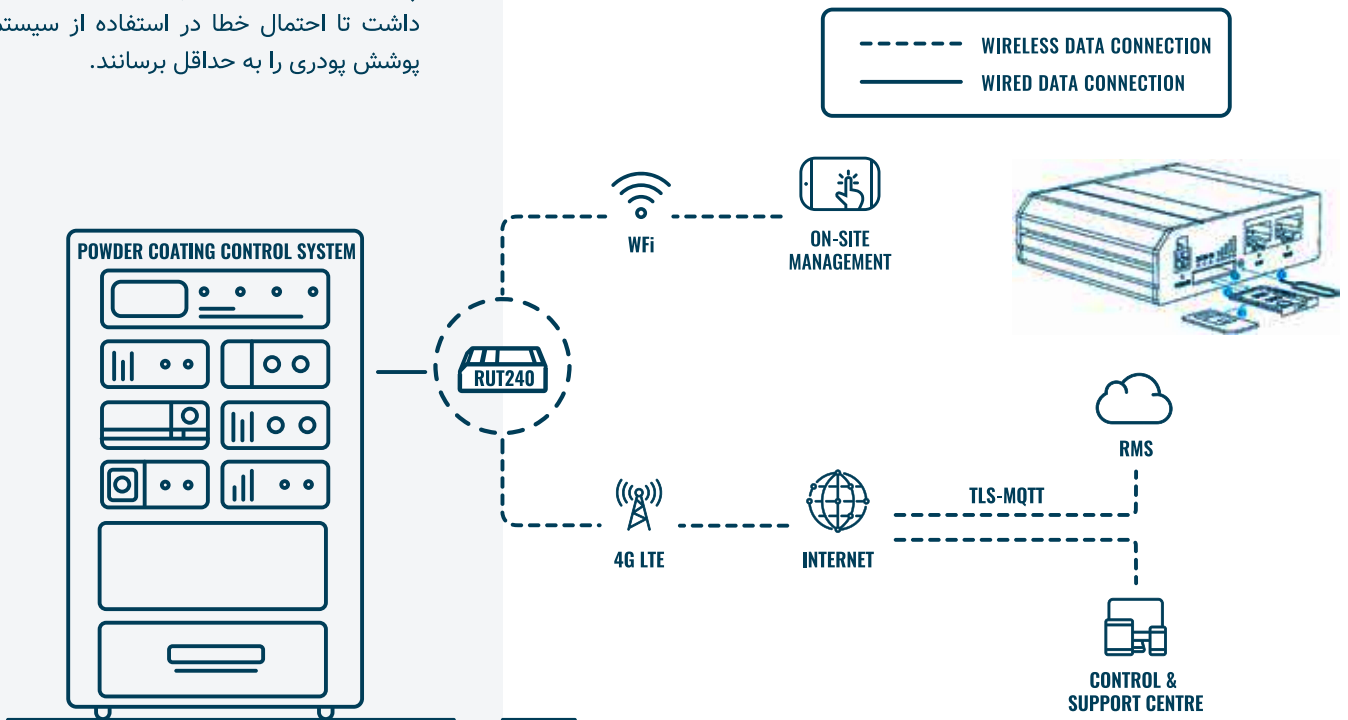 داشت تا احتمال خطا در استفاده از
پوشش پودری را به حداقل برسانند.
WIRELESS DATA CONNECTION
WIRED DATA CONNECTION
POWDER COATING CONTROL SYSTEM
WFi
ON-SITE
MANAGEMENT
RUT240
RMS
TLS-MQTT
4G LTE
INTERNET
CONTROL &
SUPPORT CENTRE